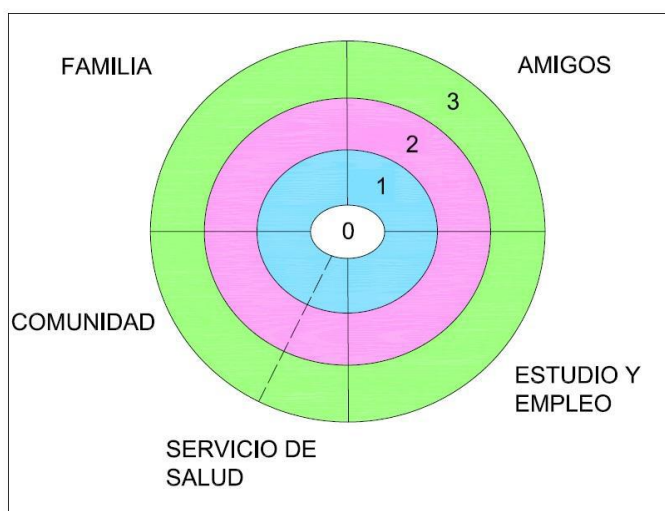 FAMILIA
AMIGOS
3
2
1
0
COMUNIDAD
ESTUDIO Y
EMPLEO
SERVICIO DE
SALUD